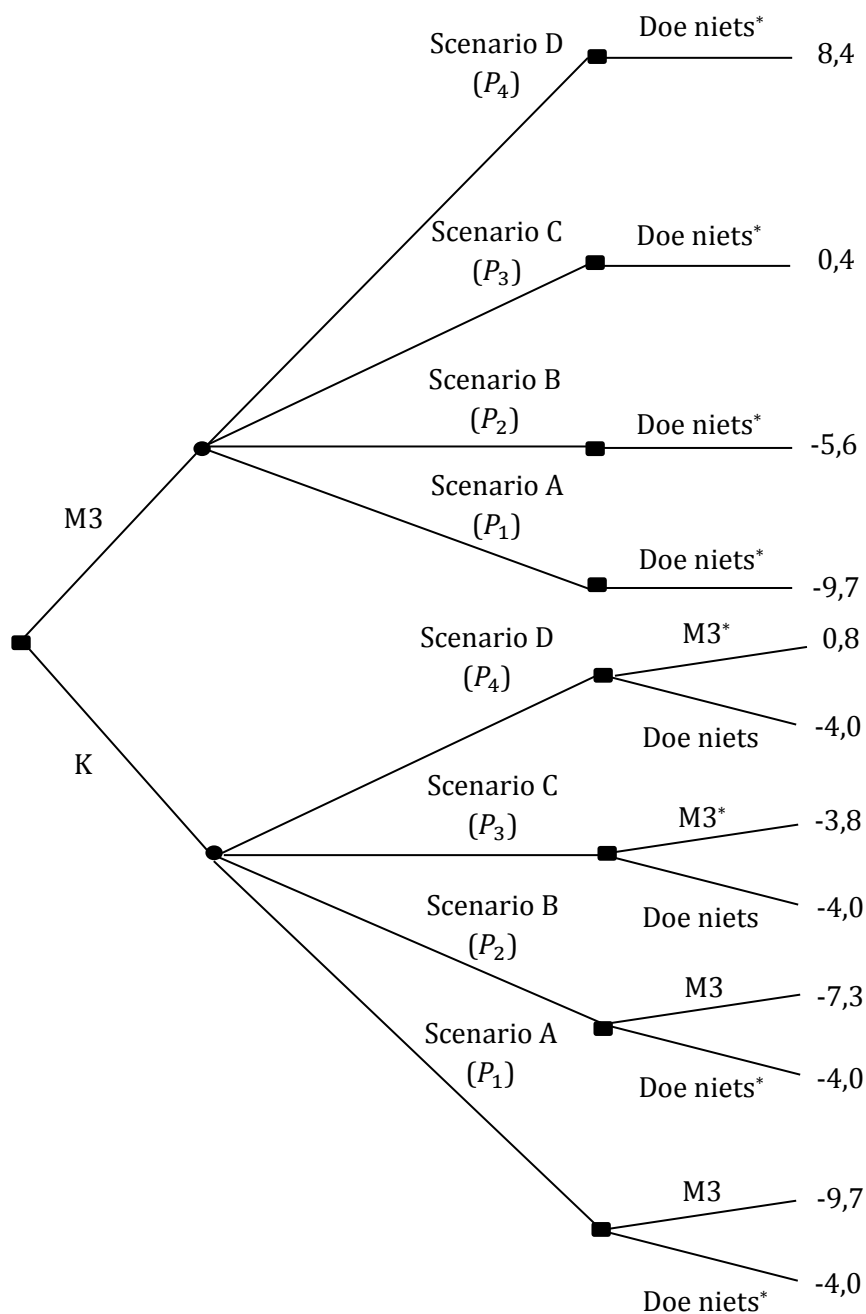 Scenario D
(P₄)
Doe niets*
8,4
Scenario C
(P₃)
Doe niets*
0,4
Scenario B
(P₂)
Doe niets*
-5,6
Scenario A
(P₁)
Doe niets*
-9,7
M3
Scenario D
(P₄)
M3*
0,8
Doe niets
-4,0
K
Scenario C
(P₃)
M3*
-3,8
Doe niets
-4,0
Scenario B
(P₂)
M3
-7,3
Doe niets*
-4,0
Scenario A
(P₁)
M3
-9,7
Doe niets*
-4,0